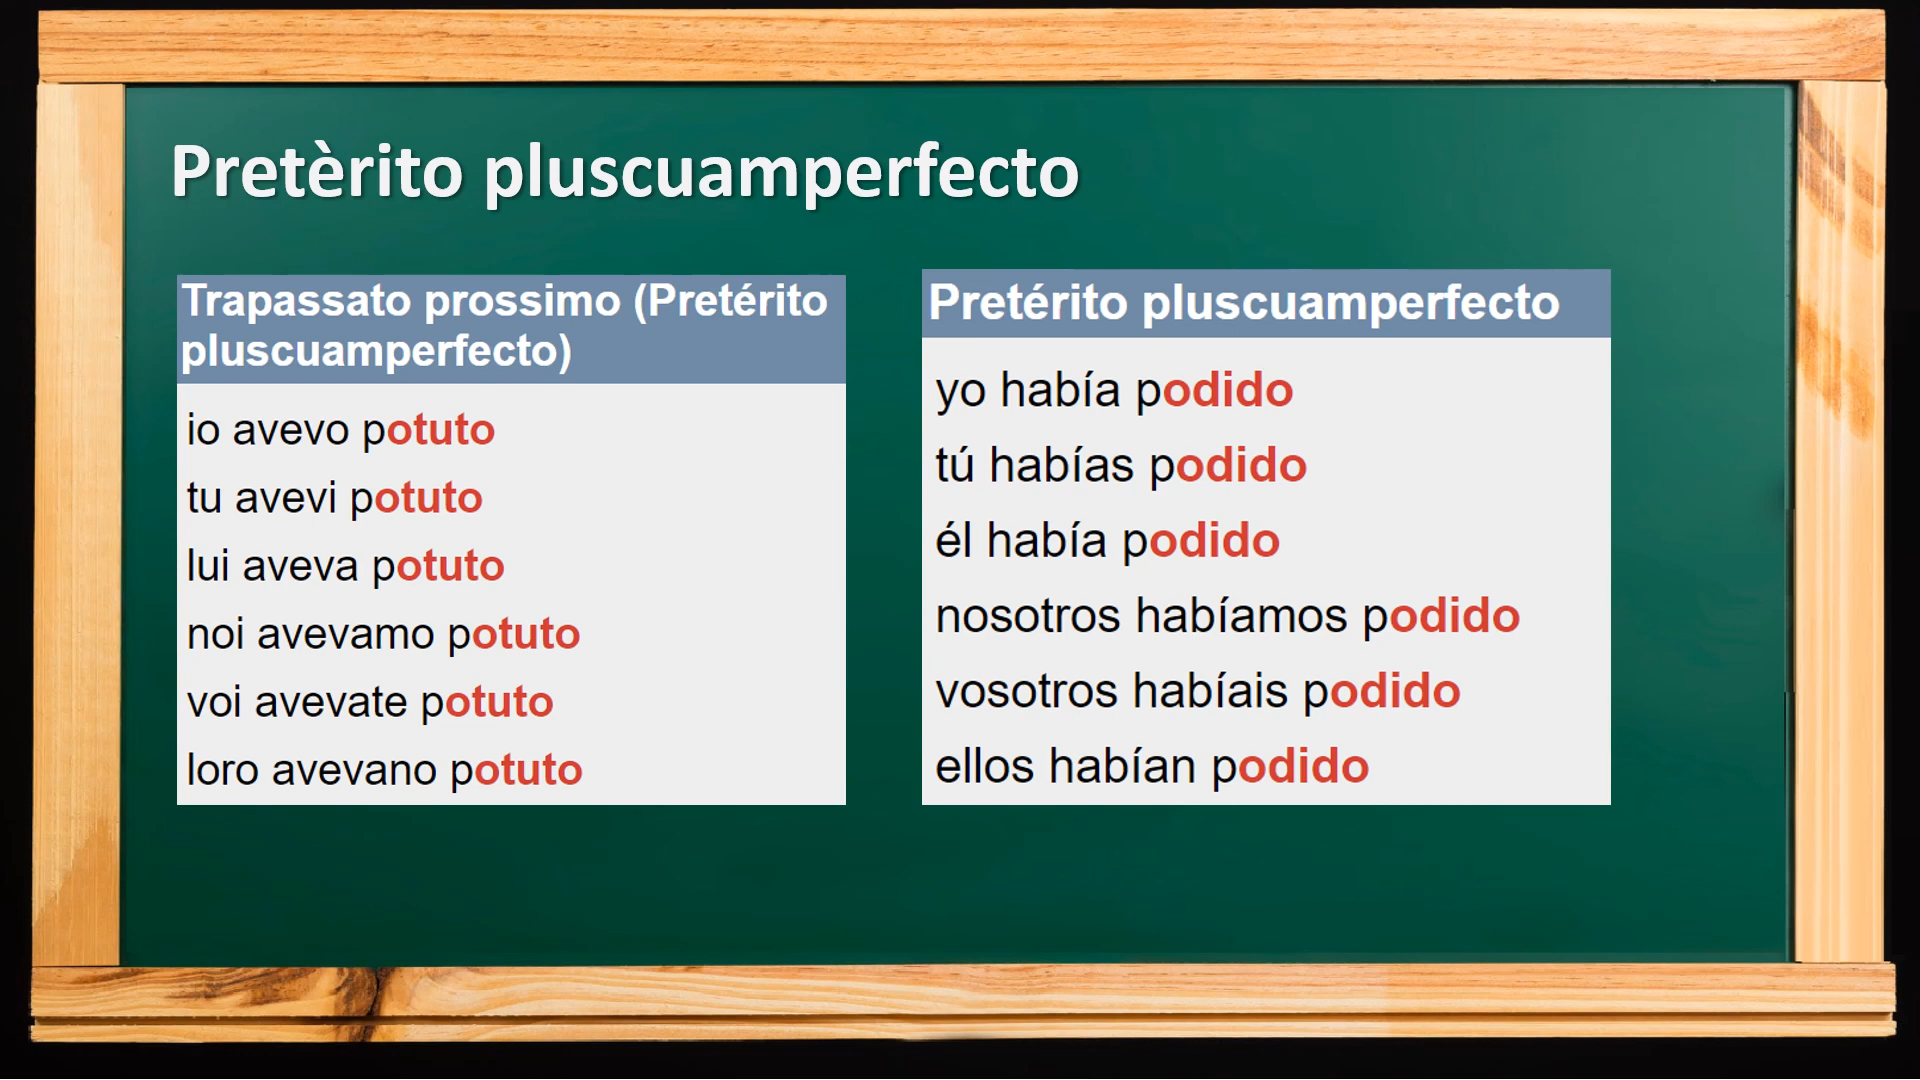 Pretèrito pluscuamperfecto
Trapassato prossimo (Pretérito
pluscuamperfecto)
io avevo potuto
tu avevi potuto
lui aveva potuto
noi avevamo potuto
voi avevate potuto
loro avevano potuto
Pretérito pluscuamperfecto
yo había podido
tú habías podido
él había podido
nosotros habíamos podido
vosotros habíais podido
ellos habían podido